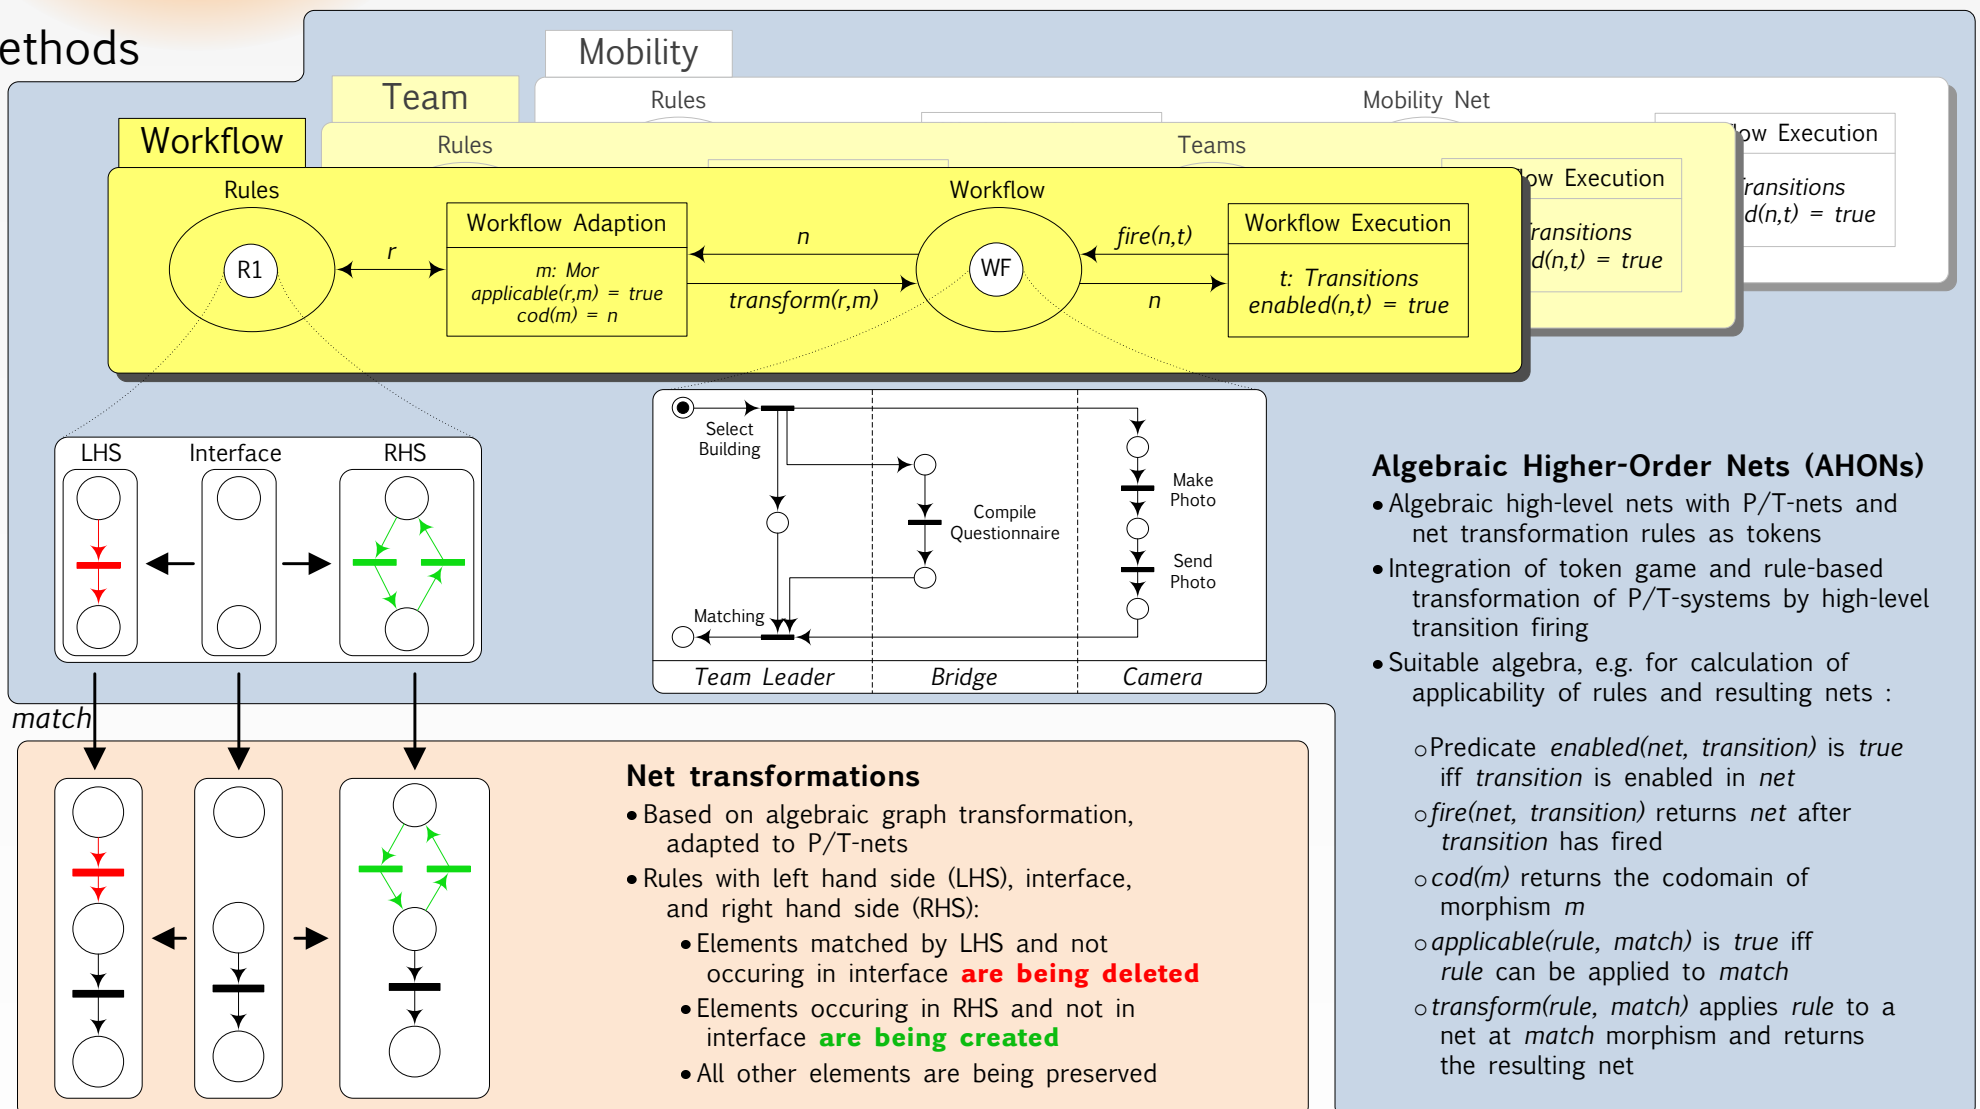 ethods
Mobility
Team
Rules
Mobility Net
Workflow
Rules
Teams
ow Execution
ransitions
d(n,t) = true
Rules
Workflow
ow Execution
ransitions
d(n,t) = true
R1
r
Workflow Adaption
m: Mor
applicable(r,m) = true
cod(m) = n
n
transform(r,m)
WF
fire(n,t)
n
Workflow Execution
t: Transitions
enabled(n,t) = true
LHS
Interface
RHS
Select
Building
Compile
Questionnaire
Make
Photo
Send
Photo
Matching
Team Leader
Bridge
Camera
match
Net transformations
• Based on algebraic graph transformation,
adapted to P/T-nets
• Rules with left hand side (LHS), interface,
and right hand side (RHS):
• Elements matched by LHS and not
occuring in interface are being deleted
• Elements occuring in RHS and not in
interface are being created
• All other elements are being preserved
Algebraic Higher-Order Nets (AHONs)
• Algebraic high-level nets with P/T-nets and
net transformation rules as tokens
• Integration of token game and rule-based
transformation of P/T-systems by high-level
transition firing
• Suitable algebra, e.g. for calculation of
applicability of rules and resulting nets :
○ Predicate enabled(net, transition) is true
iff transition is enabled in net
○ fire(net, transition) returns net after
transition has fired
○ cod(m) returns the codomain of
morphism m
○ applicable(rule, match) is true iff
rule can be applied to match
○ transform(rule, match) applies rule to a
net at match morphism and returns
the resulting net